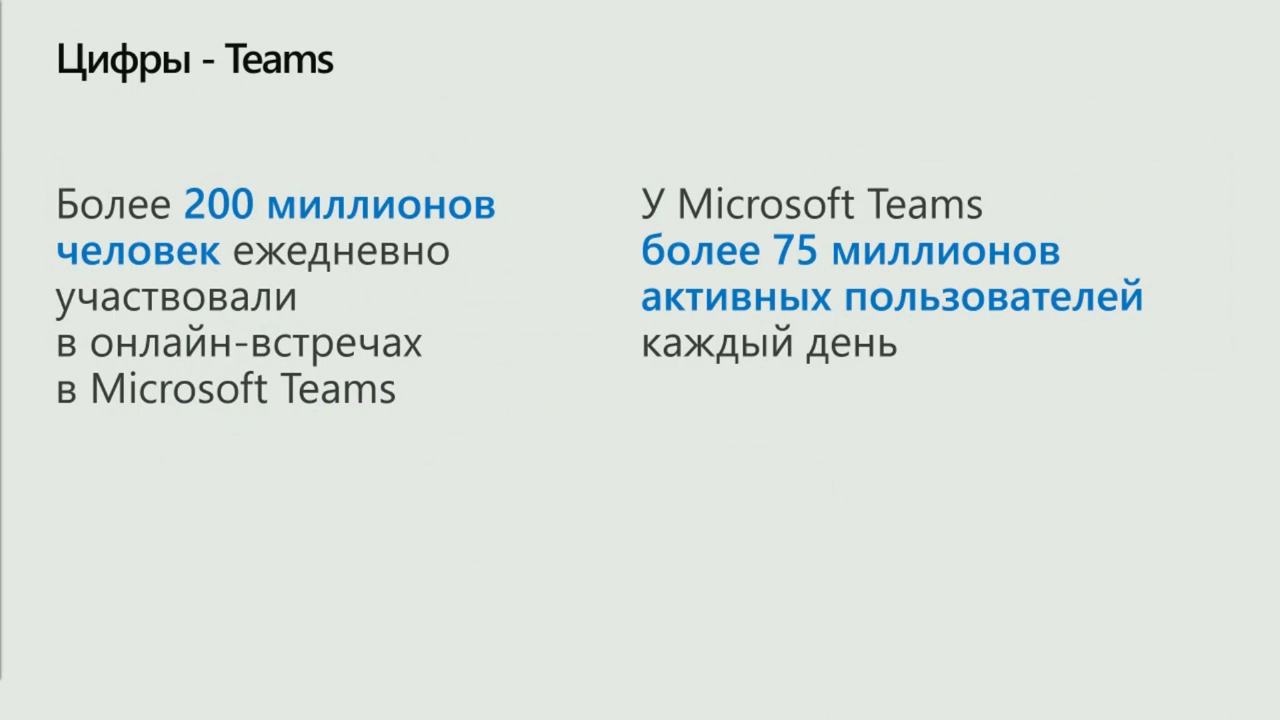 Цифры - Teams
Более 200 миллионов
человек ежедневно
участвовали
в онлайн-встречах
в Microsoft Teams
У Microsoft Teams
более 75 миллионов
активных пользователей
каждый день